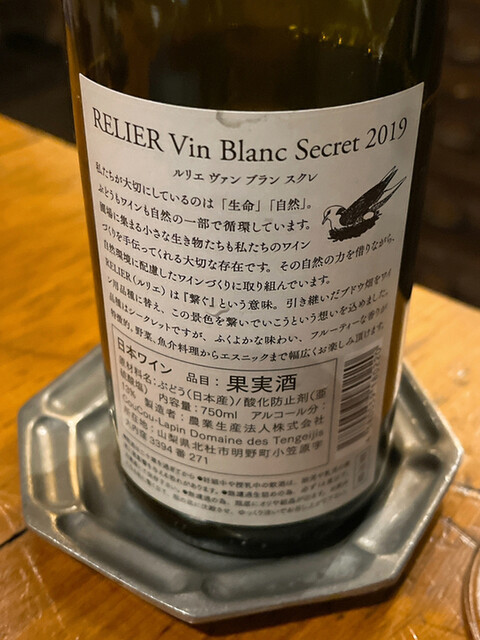 RELIER Vin Blanc Secret 2019
ルリエ ヴァン ブラン スクレ
私たちが大切にしているのは「生命」「自然」。
ぶどうもワインも自然の一部で循環しています。
圃場に集まる小さな生き物たちも私たちのワイン
づくりを手伝ってくれる大切な存在です。その自然の力を借りながら、
自然環境に配慮したワインづくりに取り組んでいます。
RELIER(ルリエ)は『繋ぐ』という意味。引き継いだブドウ畑をワイ
ン用品種に替え、この景色を繋いでいこうという想いを込めました。
品種はシークレットですが、ふくよかな味わい、フルーティーな香りが
特徴的。野菜、魚介料理からエスニックまで幅広くお楽しみ頂けます。
日本ワイン 品目：果実酒
原材料名：ぶどう(日本産)/酸化防止剤(亜
硫酸塩) 内容量：750ml アルコール分：
13% 製造者：農業生産法人株式会社
CouCou-Lapin Domaine des Tengeijis
所在地：山梨県北杜市明野町小笠原字
大内窪 3394番271